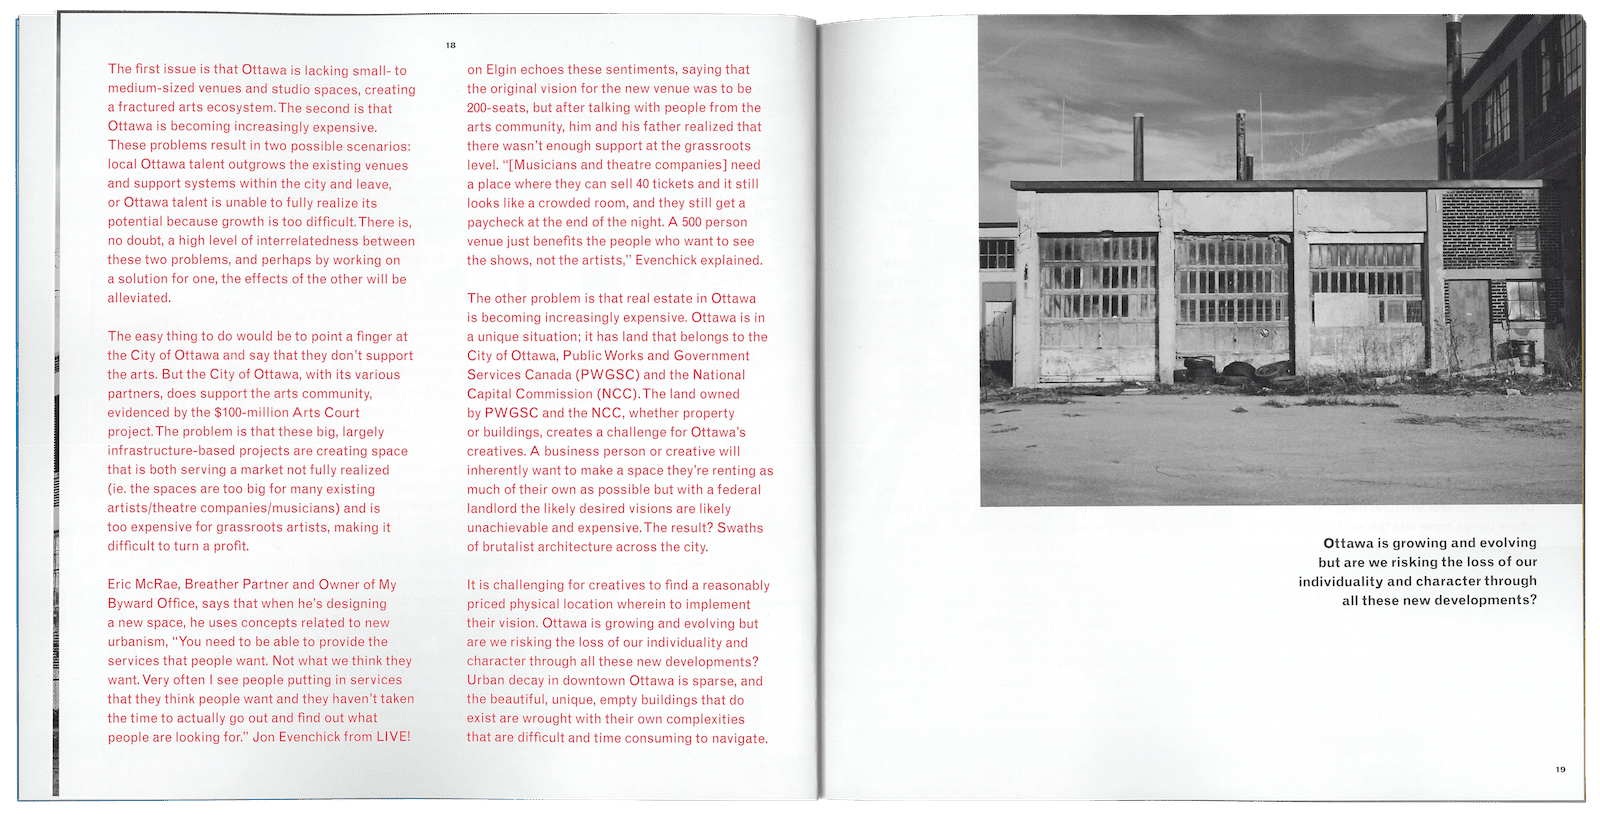 18
The first issue is that Ottawa is lacking small- to
medium-sized venues and studio spaces, creating
a fractured arts ecosystem. The second is that
Ottawa is becoming increasingly expensive.
These problems result in two possible scenarios:
local Ottawa talent outgrows the existing venues
and support systems within the city and leave,
or Ottawa talent is unable to fully realize its
potential because growth is too difficult. There is,
no doubt, a high level of interrelatedness between
these two problems, and perhaps by working on
a solution for one, the effects of the other will be
alleviated.
The easy thing to do would be to point a finger at
the City of Ottawa and say that they don't support
the arts. But the City of Ottawa, with its various
partners, does support the arts community,
evidenced by the $100-million Arts Court
project. The problem is that these big, largely
infrastructure-based projects are creating space
that is both serving a market not fully realized
(ie. the spaces are too big for many existing
artists/theatre companies/musicians) and is
too expensive for grassroots artists, making it
difficult to turn a profit.
Eric McRae, Breather Partner and Owner of My
Byward Office, says that when he's designing
a new space, he uses concepts related to new
urbanism, “You need to be able to provide the
services that people want. Not what we think they
want. Very often I see people putting in services
that they think people want and they haven't taken
the time to actually go out and find out what
people are looking for.” Jon Evenchick from LIVE!
on Elgin echoes these sentiments, saying that
the original vision for the new venue was to be
200-seats, but after talking with people from the
arts community, him and his father realized that
there wasn't enough support at the grassroots
level. “[Musicians and theatre companies] need
a place where they can sell 40 tickets and it still
looks like a crowded room, and they still get a
paycheck at the end of the night. A 500 person
venue just benefits the people who want to see
the shows, not the artists,” Evenchick explained.
The other problem is that real estate in Ottawa
is becoming increasingly expensive. Ottawa is in
a unique situation; it has land that belongs to the
City of Ottawa, Public Works and Government
Services Canada (PWGSC) and the National
Capital Commission (NCC). The land owned
by PWGSC and the NCC, whether property
or buildings, creates a challenge for Ottawa's
creatives. A business person or creative will
inherently want to make a space they're renting as
much of their own as possible but with a federal
landlord the likely desired visions are likely
unachievable and expensive. The result? Swaths
of brutalist architecture across the city.
It is challenging for creatives to find a reasonably
priced physical location wherein to implement
their vision. Ottawa is growing and evolving but
are we risking the loss of our individuality and
character through all these new developments?
Urban decay in downtown Ottawa is sparse, and
the beautiful, unique, empty buildings that do
exist are wrought with their own complexities
that are difficult and time consuming to navigate.
Ottawa is growing and evolving
but are we risking the loss of our
individuality and character through
all these new developments?
19